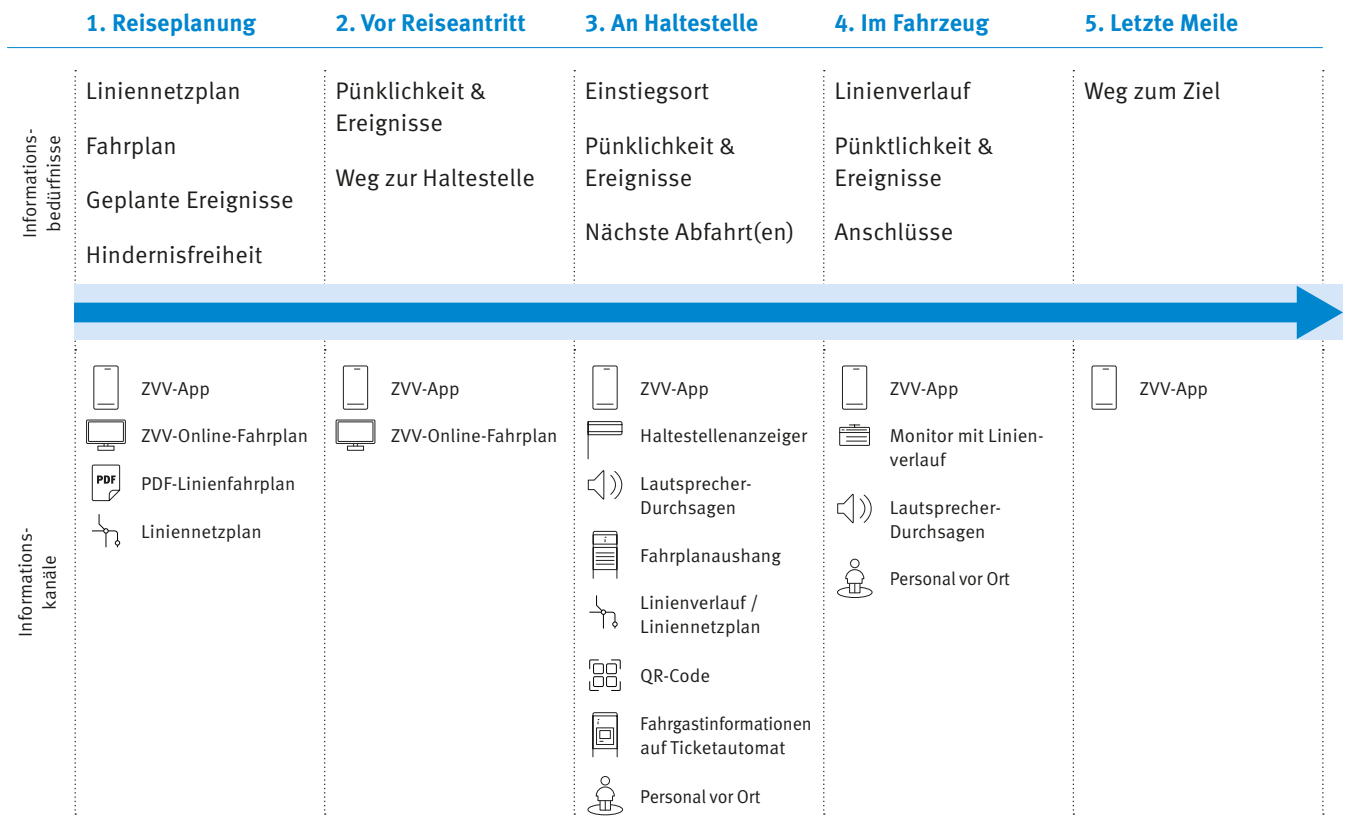 1. Reiseplanung
2. Vor Reiseantritt
3. An Haltestelle
4. Im Fahrzeug
5. Letzte Meile
Informations-
bedürfnisse
Liniennetzplan
Fahrplan
Geplante Ereignisse
Hindernisfreiheit
Pünklichkeit &
Ereignisse
Weg zur Haltestelle
Einstiegsort
Pünklichkeit &
Ereignisse
Nächste Abfahrt(en)
Linienverlauf
Pünktlichkeit &
Ereignisse
Anschlüsse
Weg zum Ziel
Informations-
kanäle
ZVV-App
ZVV-Online-Fahrplan
PDF
PDF-Linienfahrplan
Liniennetzplan
ZVV-App
ZVV-Online-Fahrplan
ZVV-App
Haltestellenanzeiger
Lautsprecher-
Durchsagen
i
Fahrplanaushang
Linienverlauf /
Liniennetzplan
QR-Code
i
Fahrgastinformationen
auf Ticketautomat
Personal vor Ort
ZVV-App
Monitor mit Linien-
verlauf
Lautsprecher-
Durchsagen
Personal vor Ort
ZVV-App